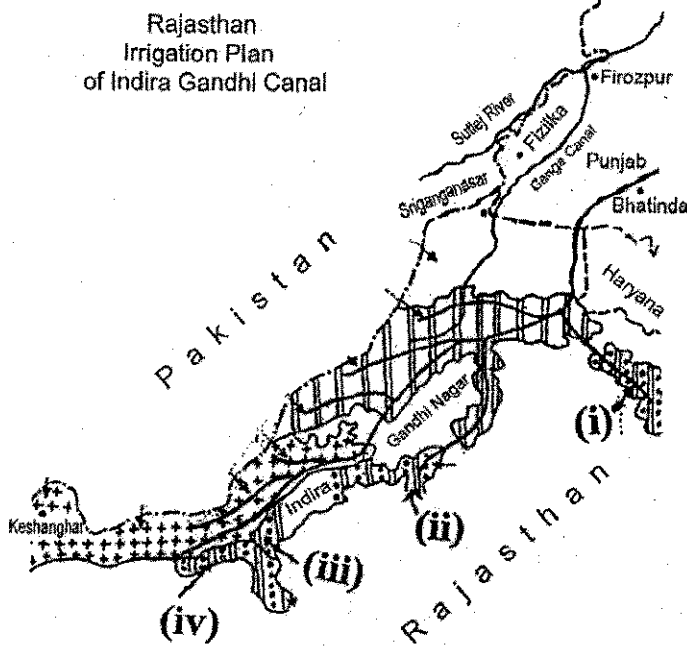 Rajasthan
Irrigation Plan
of Indira Gandhi Canal
Firozpur
Sutlej River
Fizilka
Ganga Canal
Punjab
Bhatinda
Sriganganasar
Haryana
Pakistan
(i)
Gandhi Nagar
Indira
(ii)
Rajasthan
Keshanghar
(iii)
(iv)